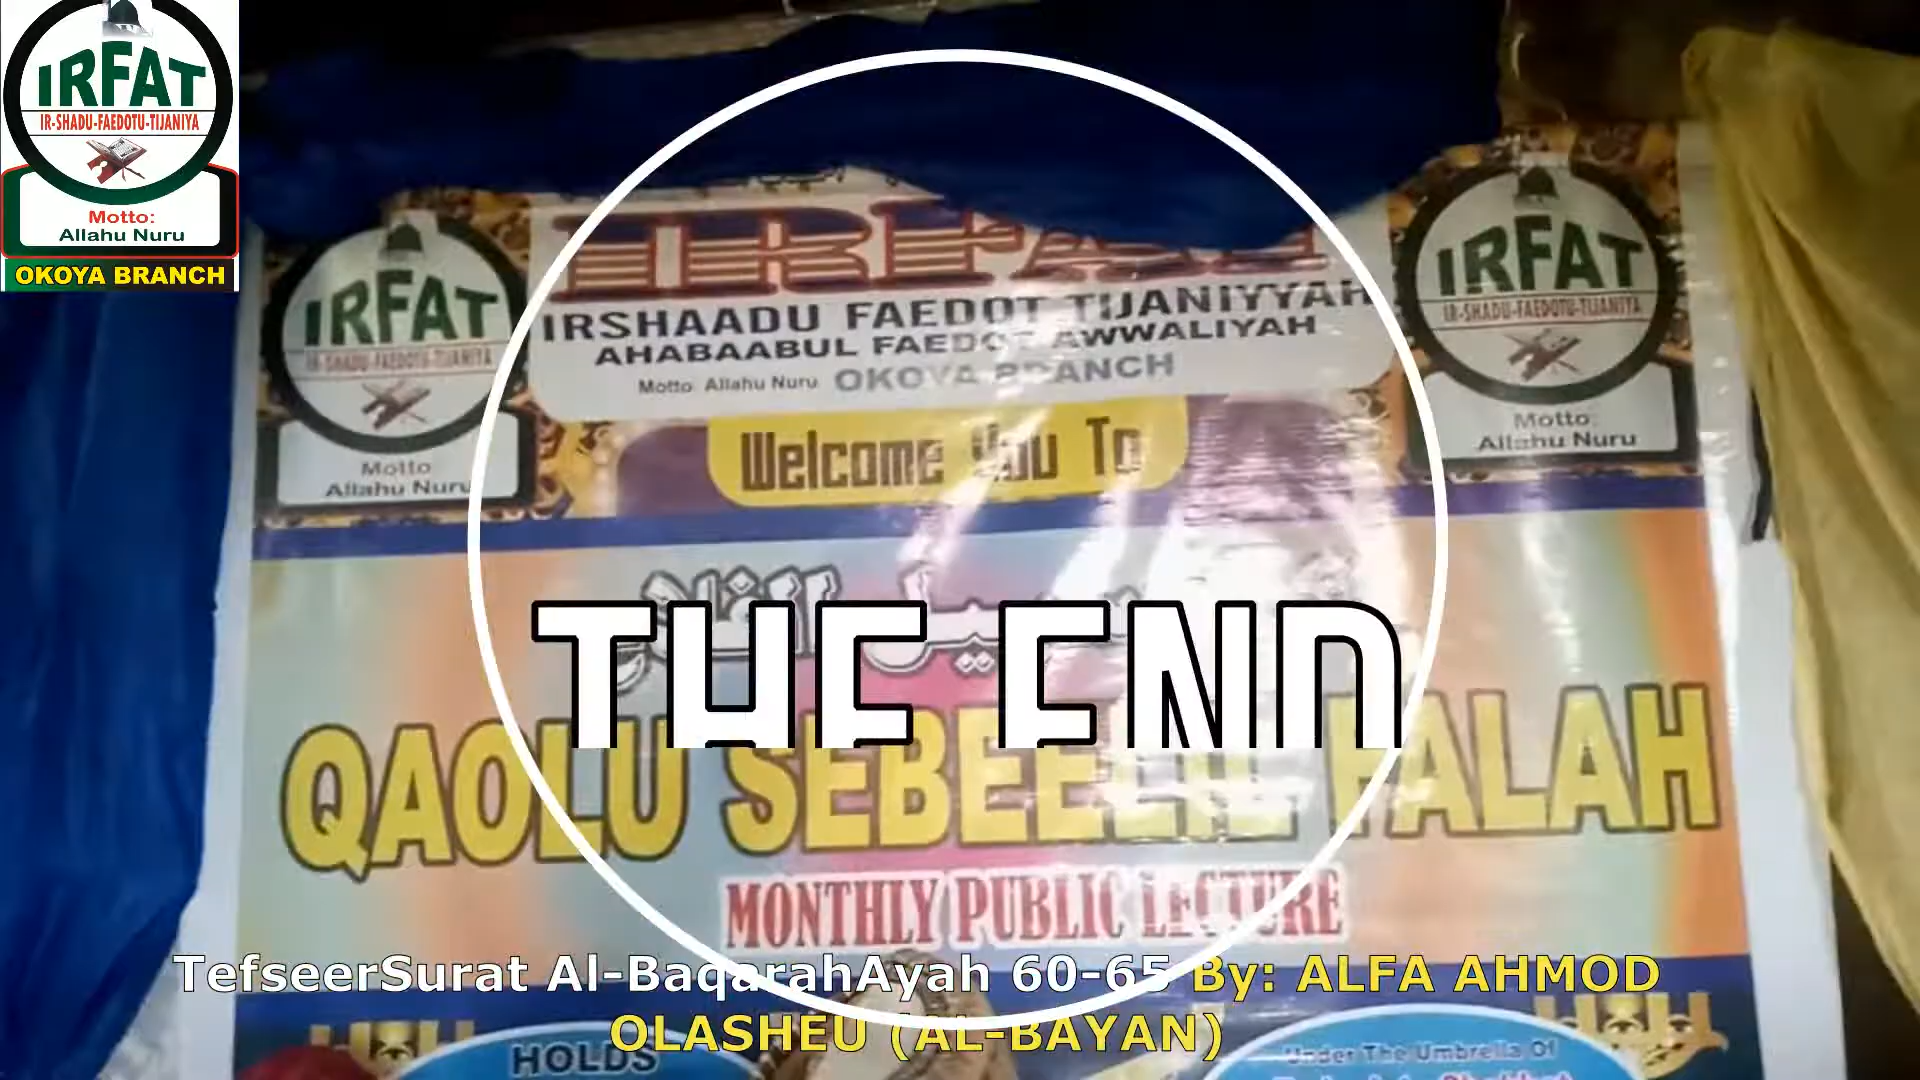 IRFAT
IR-SHADU-FAEDOTU-TIJANIYA
Motto:
Allahu Nuru
OKOYA BRANCH
IRFAT
IRSHAADU FAEDOT TIJANIYYAH
AHABAABUL FAEDOT AWWALIYAH
Motto: Allahu Nuru OKOYA BRANCH
IRFAT
IR-SHADU-FAEDOTU-TIJANIYA
Motto
Allahu Nuru
IRFAT
IR-SHADU-FAEDOTU-TIJANIYA
Motto:
Allahu Nuru
Welcome You To
THE END
QAOLU SEBEELIL FALAH
MONTHLY PUBLIC LECTURE
TefseerSurat Al-BaqarahAyah 60-65 By: ALFA AHMOD
OLASHEU (AL-BAYAN)
HOLDS
Under The Umbrella Of